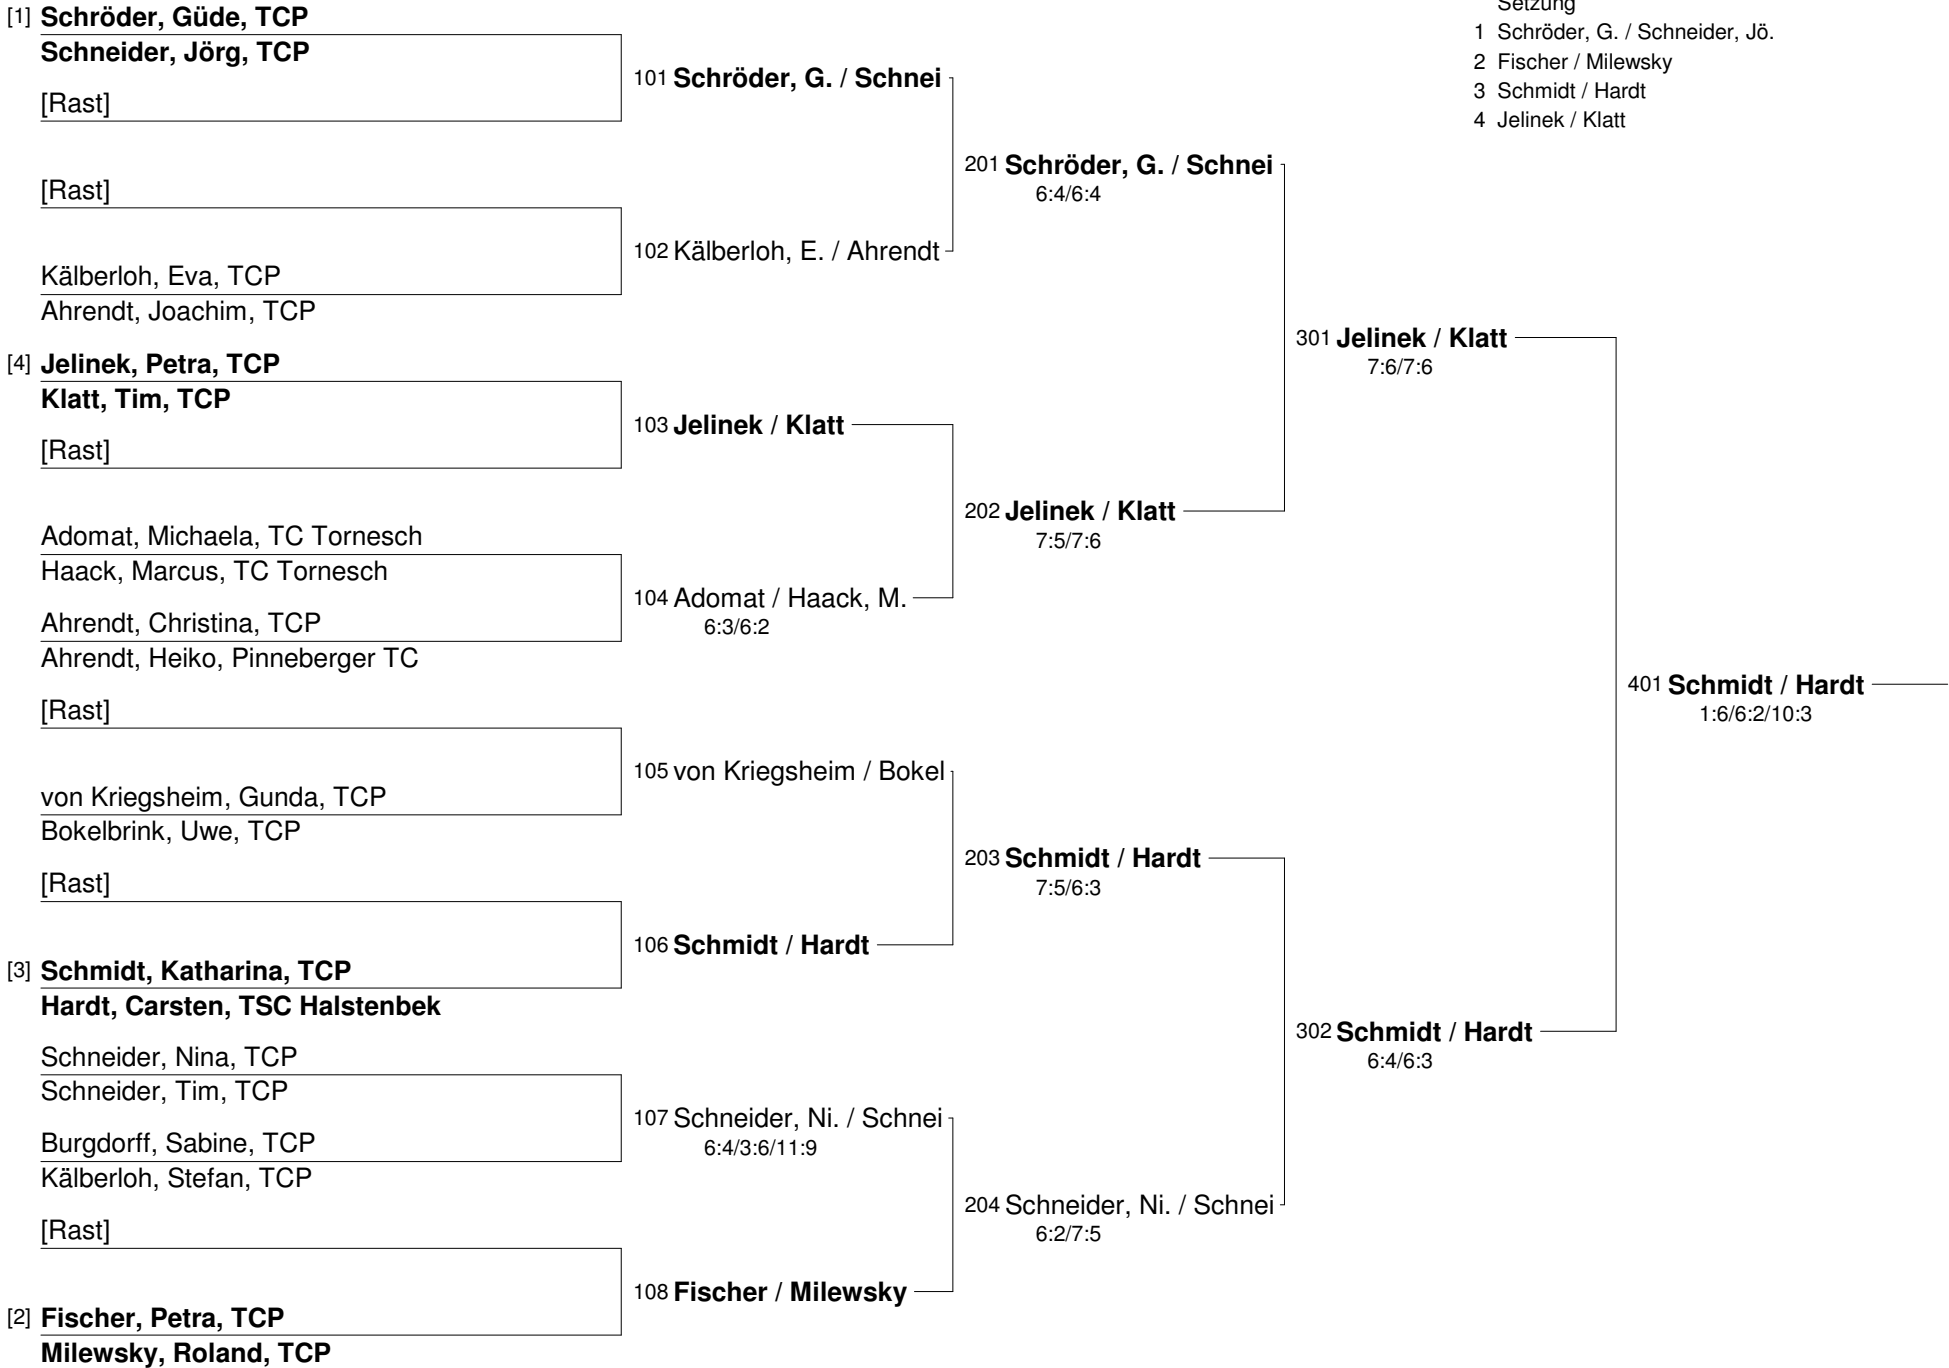 Setzung
1 Schröder, G. / Schneider, Jö.
2 Fischer / Milewsky
3 Schmidt / Hardt
4 Jelinek / Klatt
[1] Schröder, Güde, TCP
Schneider, Jörg, TCP
[Rast]
[Rast]
Kälberloh, Eva, TCP
Ahrendt, Joachim, TCP
[4] Jelinek, Petra, TCP
Klatt, Tim, TCP
[Rast]
Adomat, Michaela, TC Tornesch
Haack, Marcus, TC Tornesch
Ahrendt, Christina, TCP
Ahrendt, Heiko, Pinneberger TC
[Rast]
von Kriegsheim, Gunda, TCP
Bokelbrink, Uwe, TCP
[Rast]
[3] Schmidt, Katharina, TCP
Hardt, Carsten, TSC Halstenbek
Schneider, Nina, TCP
Schneider, Tim, TCP
Burgdorff, Sabine, TCP
Kälberloh, Stefan, TCP
[Rast]
[2] Fischer, Petra, TCP
Milewsky, Roland, TCP
101 Schröder, G. / Schnei
102 Kälberloh, E. / Ahrendt
103 Jelinek / Klatt
104 Adomat / Haack, M.
6:3/6:2
105 von Kriegsheim / Bokel
106 Schmidt / Hardt
107 Schneider, Ni. / Schnei
6:4/3:6/11:9
108 Fischer / Milewsky
201 Schröder, G. / Schnei
6:4/6:4
202 Jelinek / Klatt
7:5/7:6
203 Schmidt / Hardt
7:5/6:3
204 Schneider, Ni. / Schnei
6:2/7:5
301 Jelinek / Klatt
7:6/7:6
302 Schmidt / Hardt
6:4/6:3
401 Schmidt / Hardt
1:6/6:2/10:3